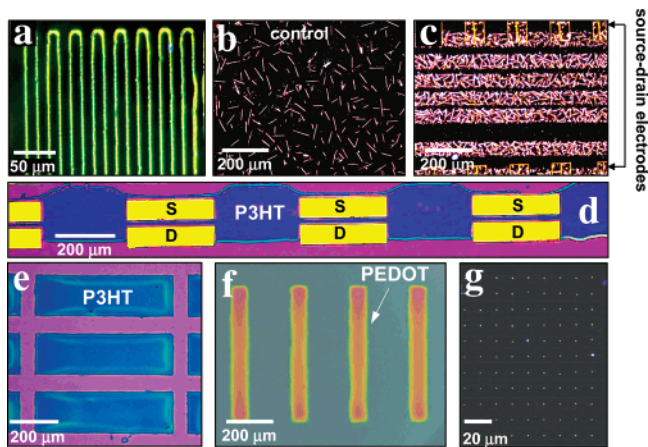 a
50 µm
b
control
200 µm
c
200 µm
source-drain electrodes
S
S
S
P3HT
d
D
D
D
200 µm
e
P3HT
200 µm
f
PEDOT
200 µm
g
20 µm